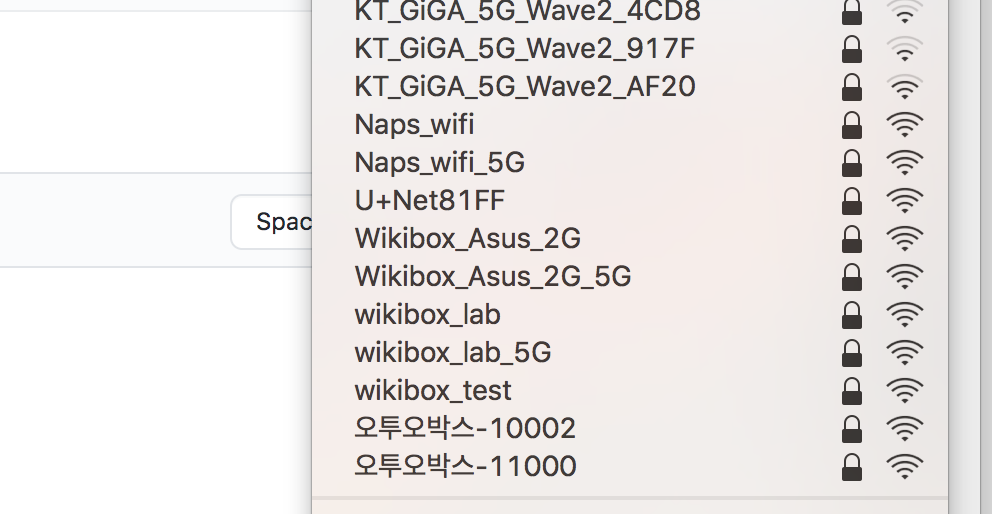 KT_GiGA_5G_Wave2_4CD8
KT_GiGA_5G_Wave2_917F
KT_GiGA_5G_Wave2_AF20
Naps_wifi
Naps_wifi_5G
U+Net81FF
Spac
Wikibox_Asus_2G
Wikibox_Asus_2G_5G
wikibox_lab
wikibox_lab_5G
wikibox_test
오투오박스-10002
오투오박스-11000